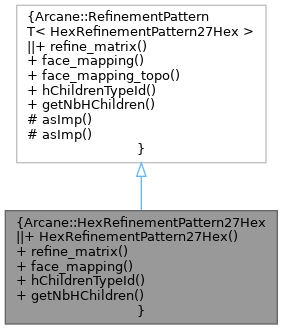 {Arcane::RefinementPattern
T< HexRefinementPattern27Hex >
||+ refine_matrix()
+ face_mapping()
+ face_mapping_topo()
+ hChildrenTypeId()
+ getNbHChildren()
# asImp()
# asImp()
}
{Arcane::HexRefinementPattern27Hex
||+ HexRefinementPattern27Hex()
+ refine_matrix()
+ face_mapping()
+ hChildrenTypeId()
+ getNbHChildren()
}